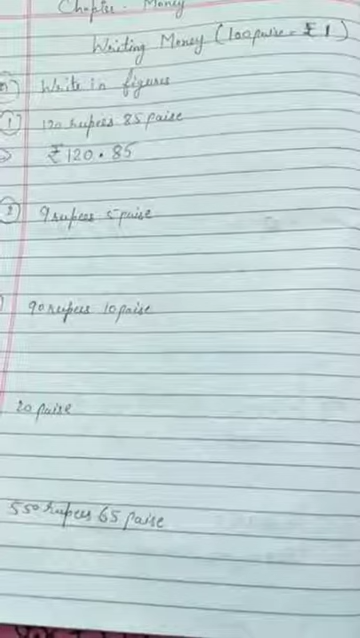 Chapter - Money
Writing Money (100 paise = ₹ 1)
Write in figures
① 120 rupees 85 paise
₹120.85
② 9 rupees 5 paise
90 rupees 10 paise
20 paise
550 rupees 65 paise